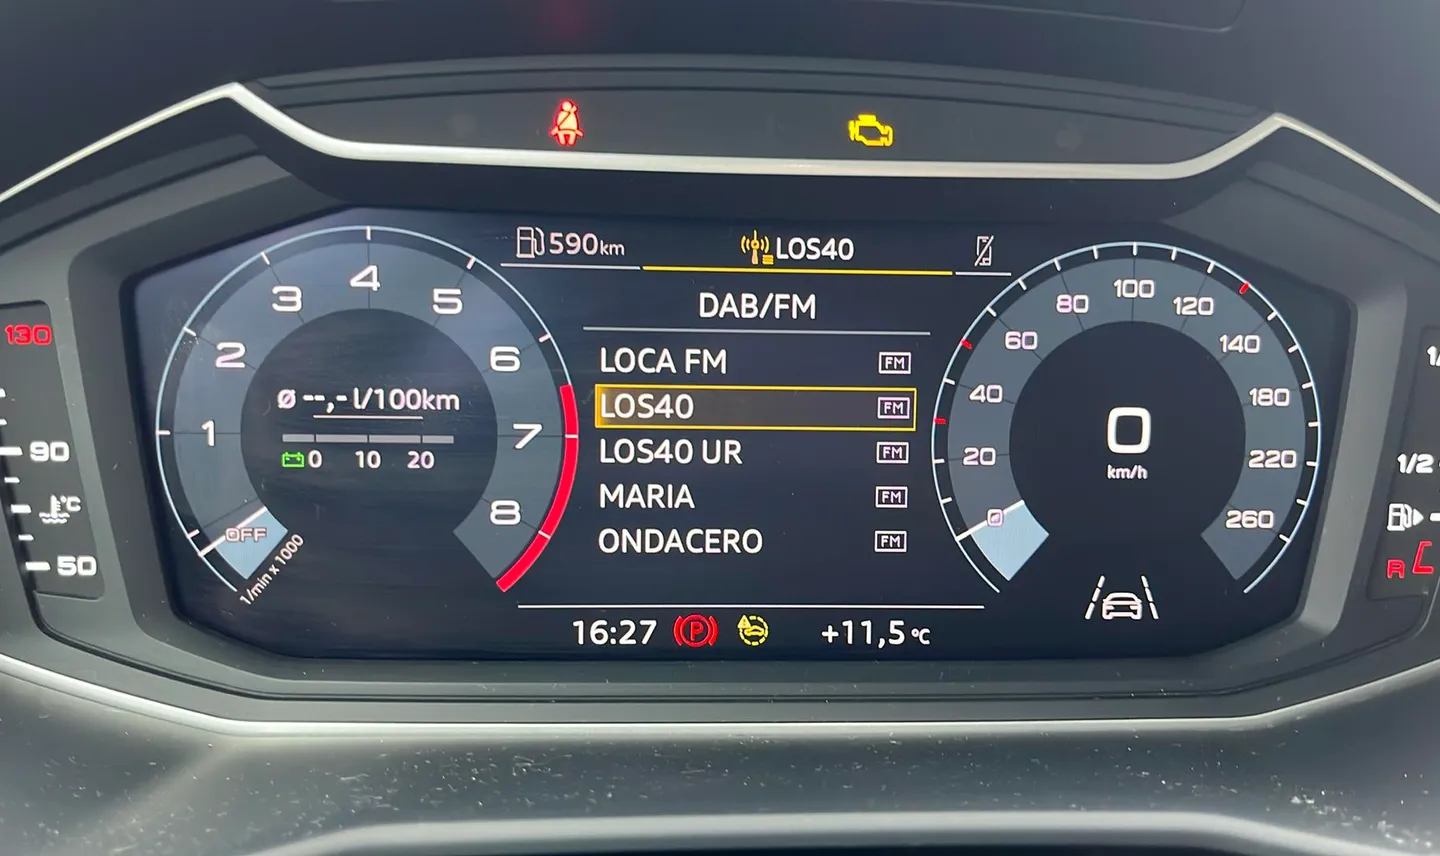 590km
LOS40
DAB/FM
LOCA FM FM
LOS40 FM
LOS40 UR FM
MARIA FM
ONDACERO FM
16:27 P +11,5 °C
OFF 1 2 3 4 5 6 7 8
1/min x 1000
ø --,- l/100km
0 10 20
0 20 40 60 80 100 120 140 180 220 260
0
km/h
130
90
°C
50
1/2
R